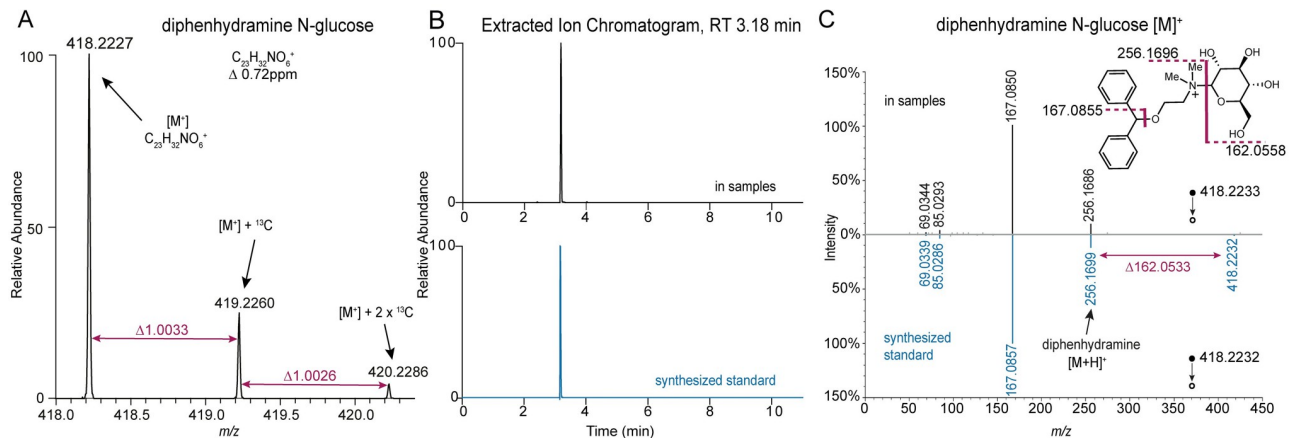 A
diphenhydramine N-glucose
C₂₃H₃₂NO₆⁺
Δ 0.72ppm
418.2227
[M⁺]
C₂₃H₃₂NO₆⁺
[M⁺] + ¹³C
419.2260
[M⁺] + 2 x ¹³C
420.2286
Δ1.0033
Δ1.0026
Relative Abundance
100
50
0
418.0
418.5
419.0
419.5
420.0
m/z
B
Extracted Ion Chromatogram, RT 3.18 min
100
0
in samples
0
2
4
6
8
10
Relative Abundance
100
0
synthesized standard
0
2
4
6
8
10
Time (min)
C
diphenhydramine N-glucose [M]⁺
150%
100%
50%
0%
50%
100%
150%
Intensity
in samples
69.0344
85.0293
167.0850
256.1686
256.1696
167.0855
162.0558
Me
Me
N
+
O
O
HO
OH
OH
HO
418.2233
69.0339
85.0286
167.0857
256.1699
418.2232
Δ162.0533
diphenhydramine
[M+H]⁺
synthesized
standard
418.2232
0
50
100
150
200
250
300
350
400
450
m/z